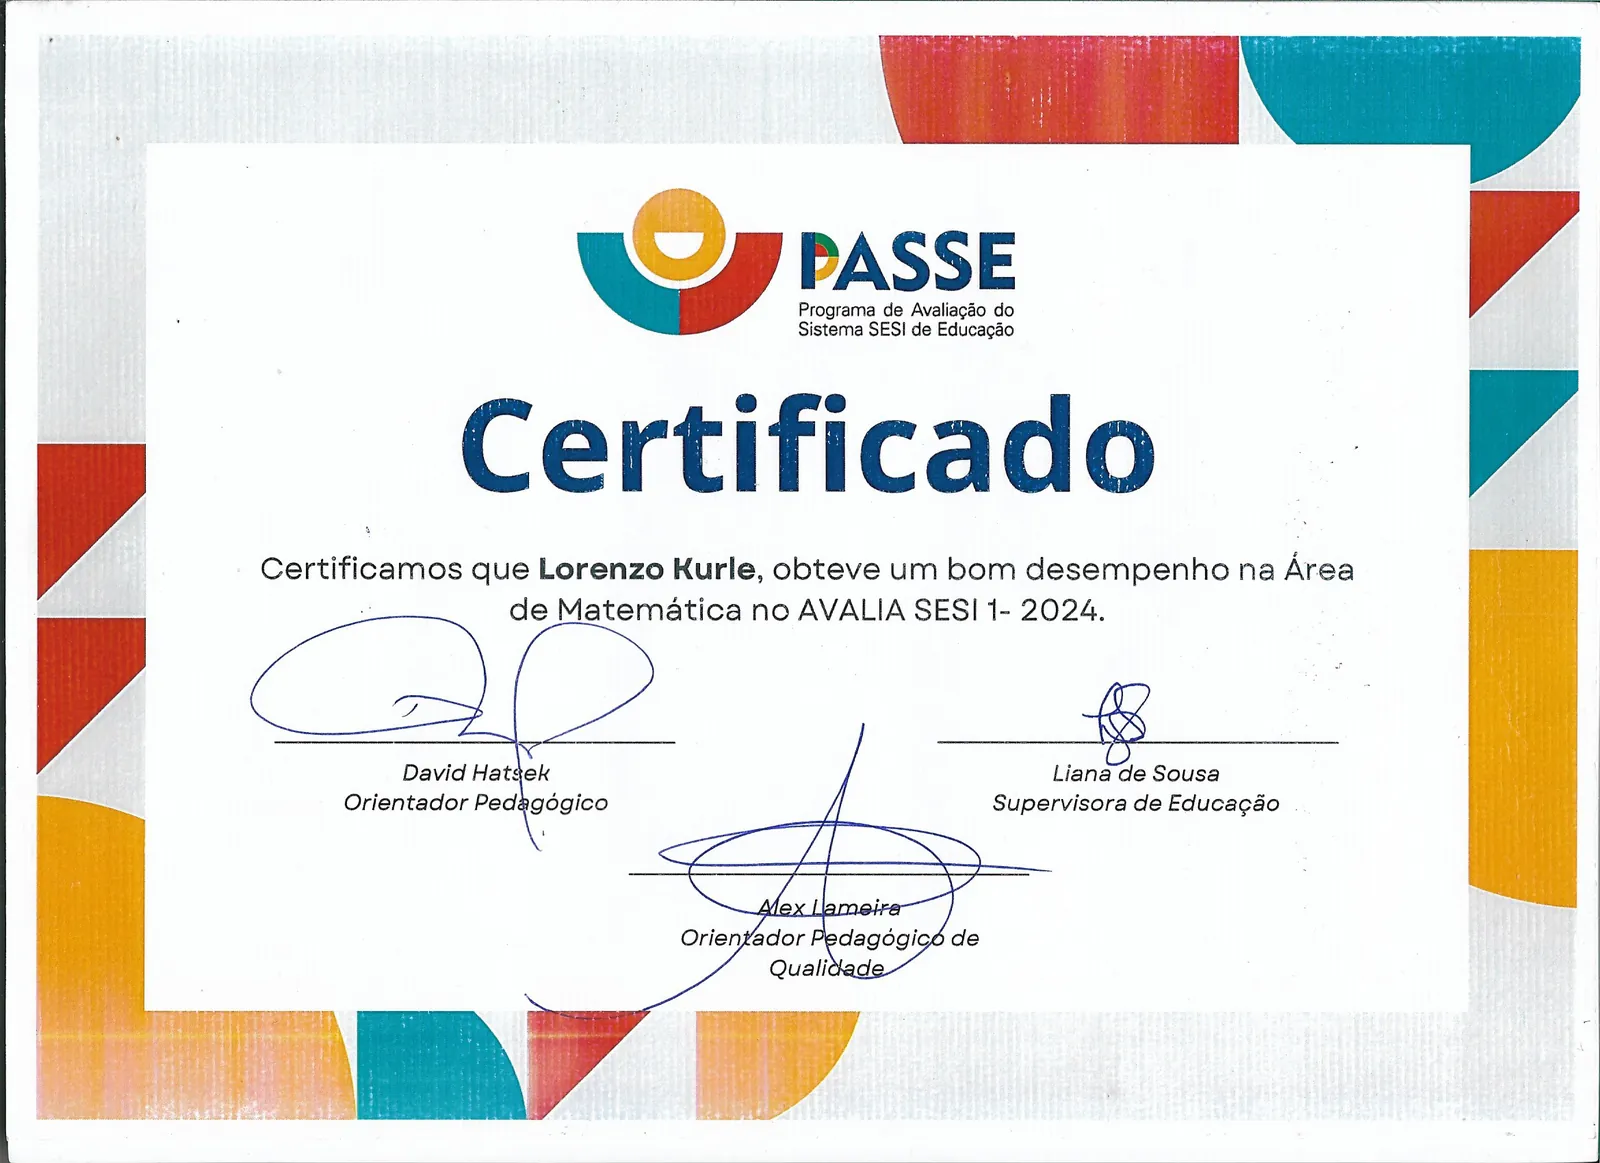 PASSE
Programa de Avaliação do
Sistema SESI de Educação
Certificado
Certificamos que Lorenzo Kurle, obteve um bom desempenho na Área
de Matemática no AVALIA SESI 1- 2024.
David Hatsek
Orientador Pedagógico
Liana de Sousa
Supervisora de Educação
Alex Lameira
Orientador Pedagógico de
Qualidade